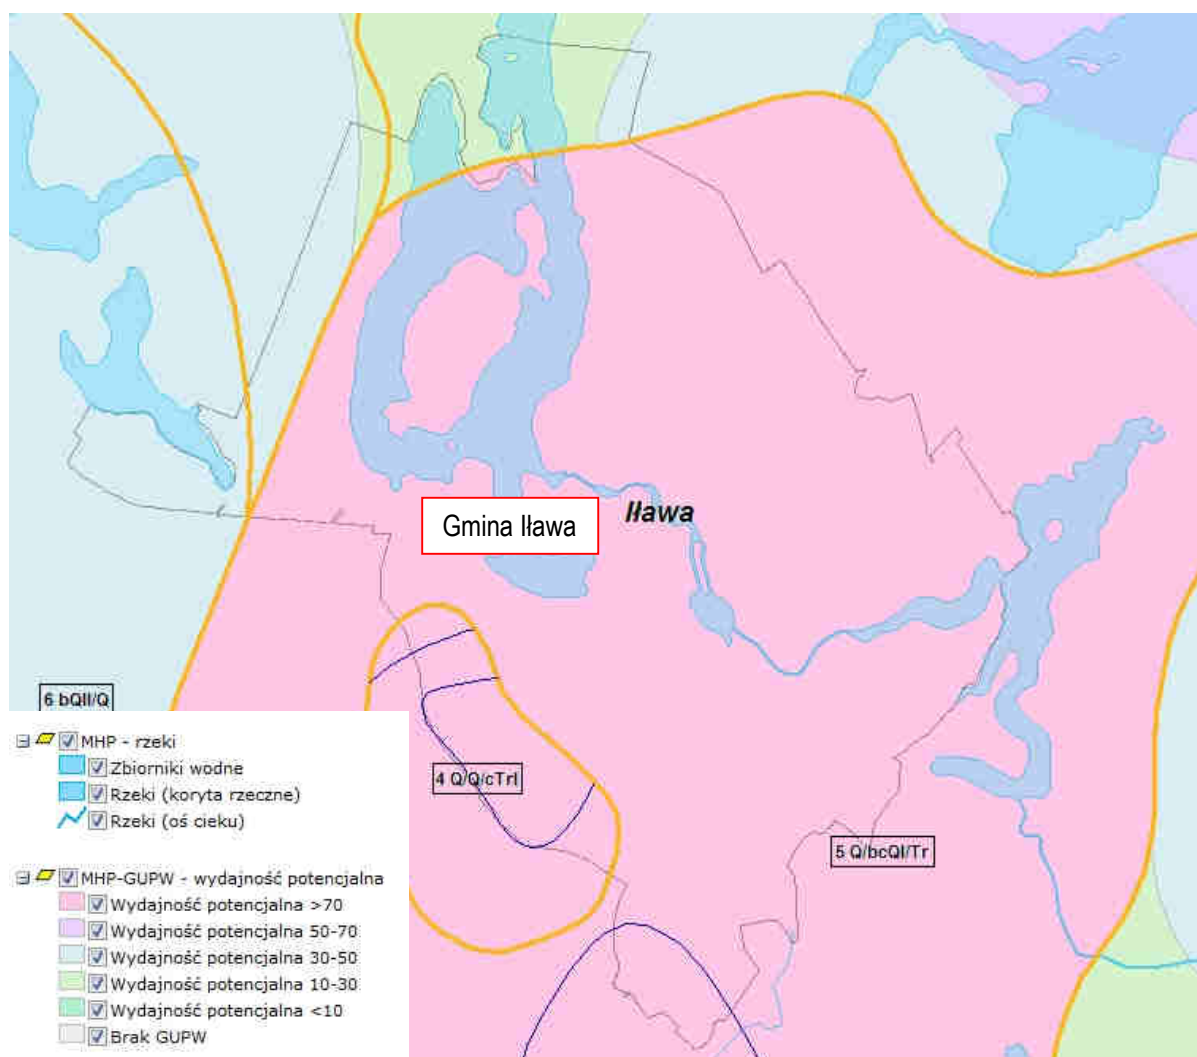 Gmina Iława
Iława
6 bQII/Q
4 Q/Q/cTrI
5 Q/bcQI/Tr
MHP - rzeki
Zbiorniki wodne
Rzeki (koryta rzeczne)
Rzeki (oś cieku)
MHP-GUPW - wydajność potencjalna
Wydajność potencjalna >70
Wydajność potencjalna 50-70
Wydajność potencjalna 30-50
Wydajność potencjalna 10-30
Wydajność potencjalna <10
Brak GUPW